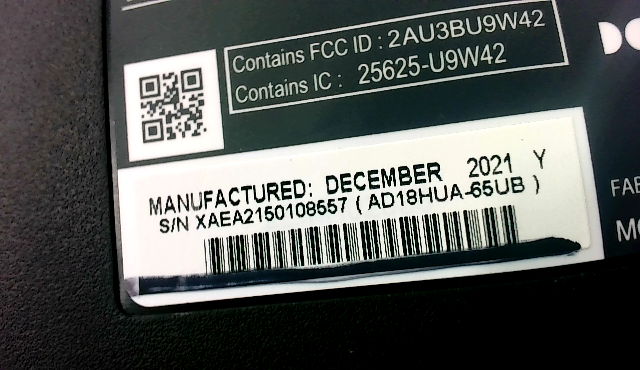 Contains FCC ID : 2AU3BU9W42
Contains IC : 25625-U9W42
MANUFACTURED: DECEMBER 2021 Y
S/N XAEA2150108557 ( AD18HUA-65UB )